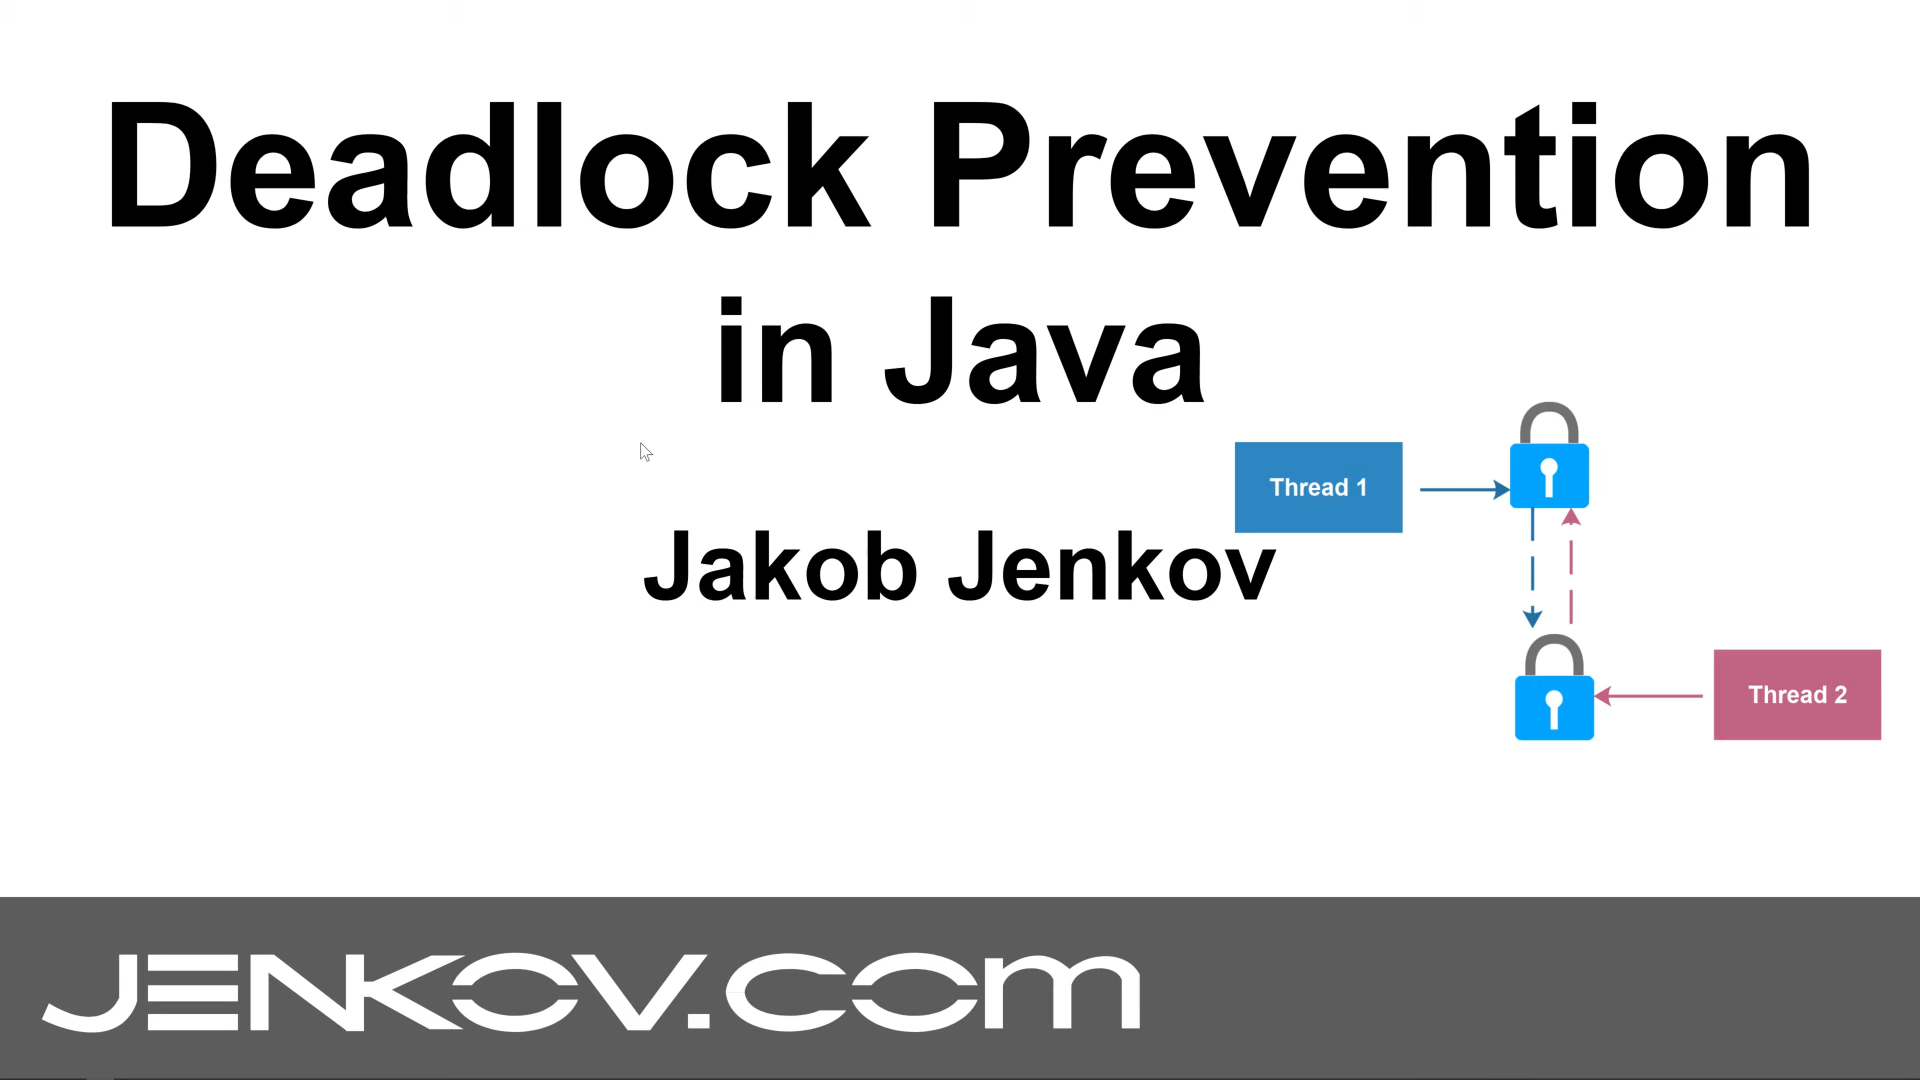 Deadlock Prevention
in Java
Jakob Jenkov
Thread 1
Thread 2
JENKOV.COM